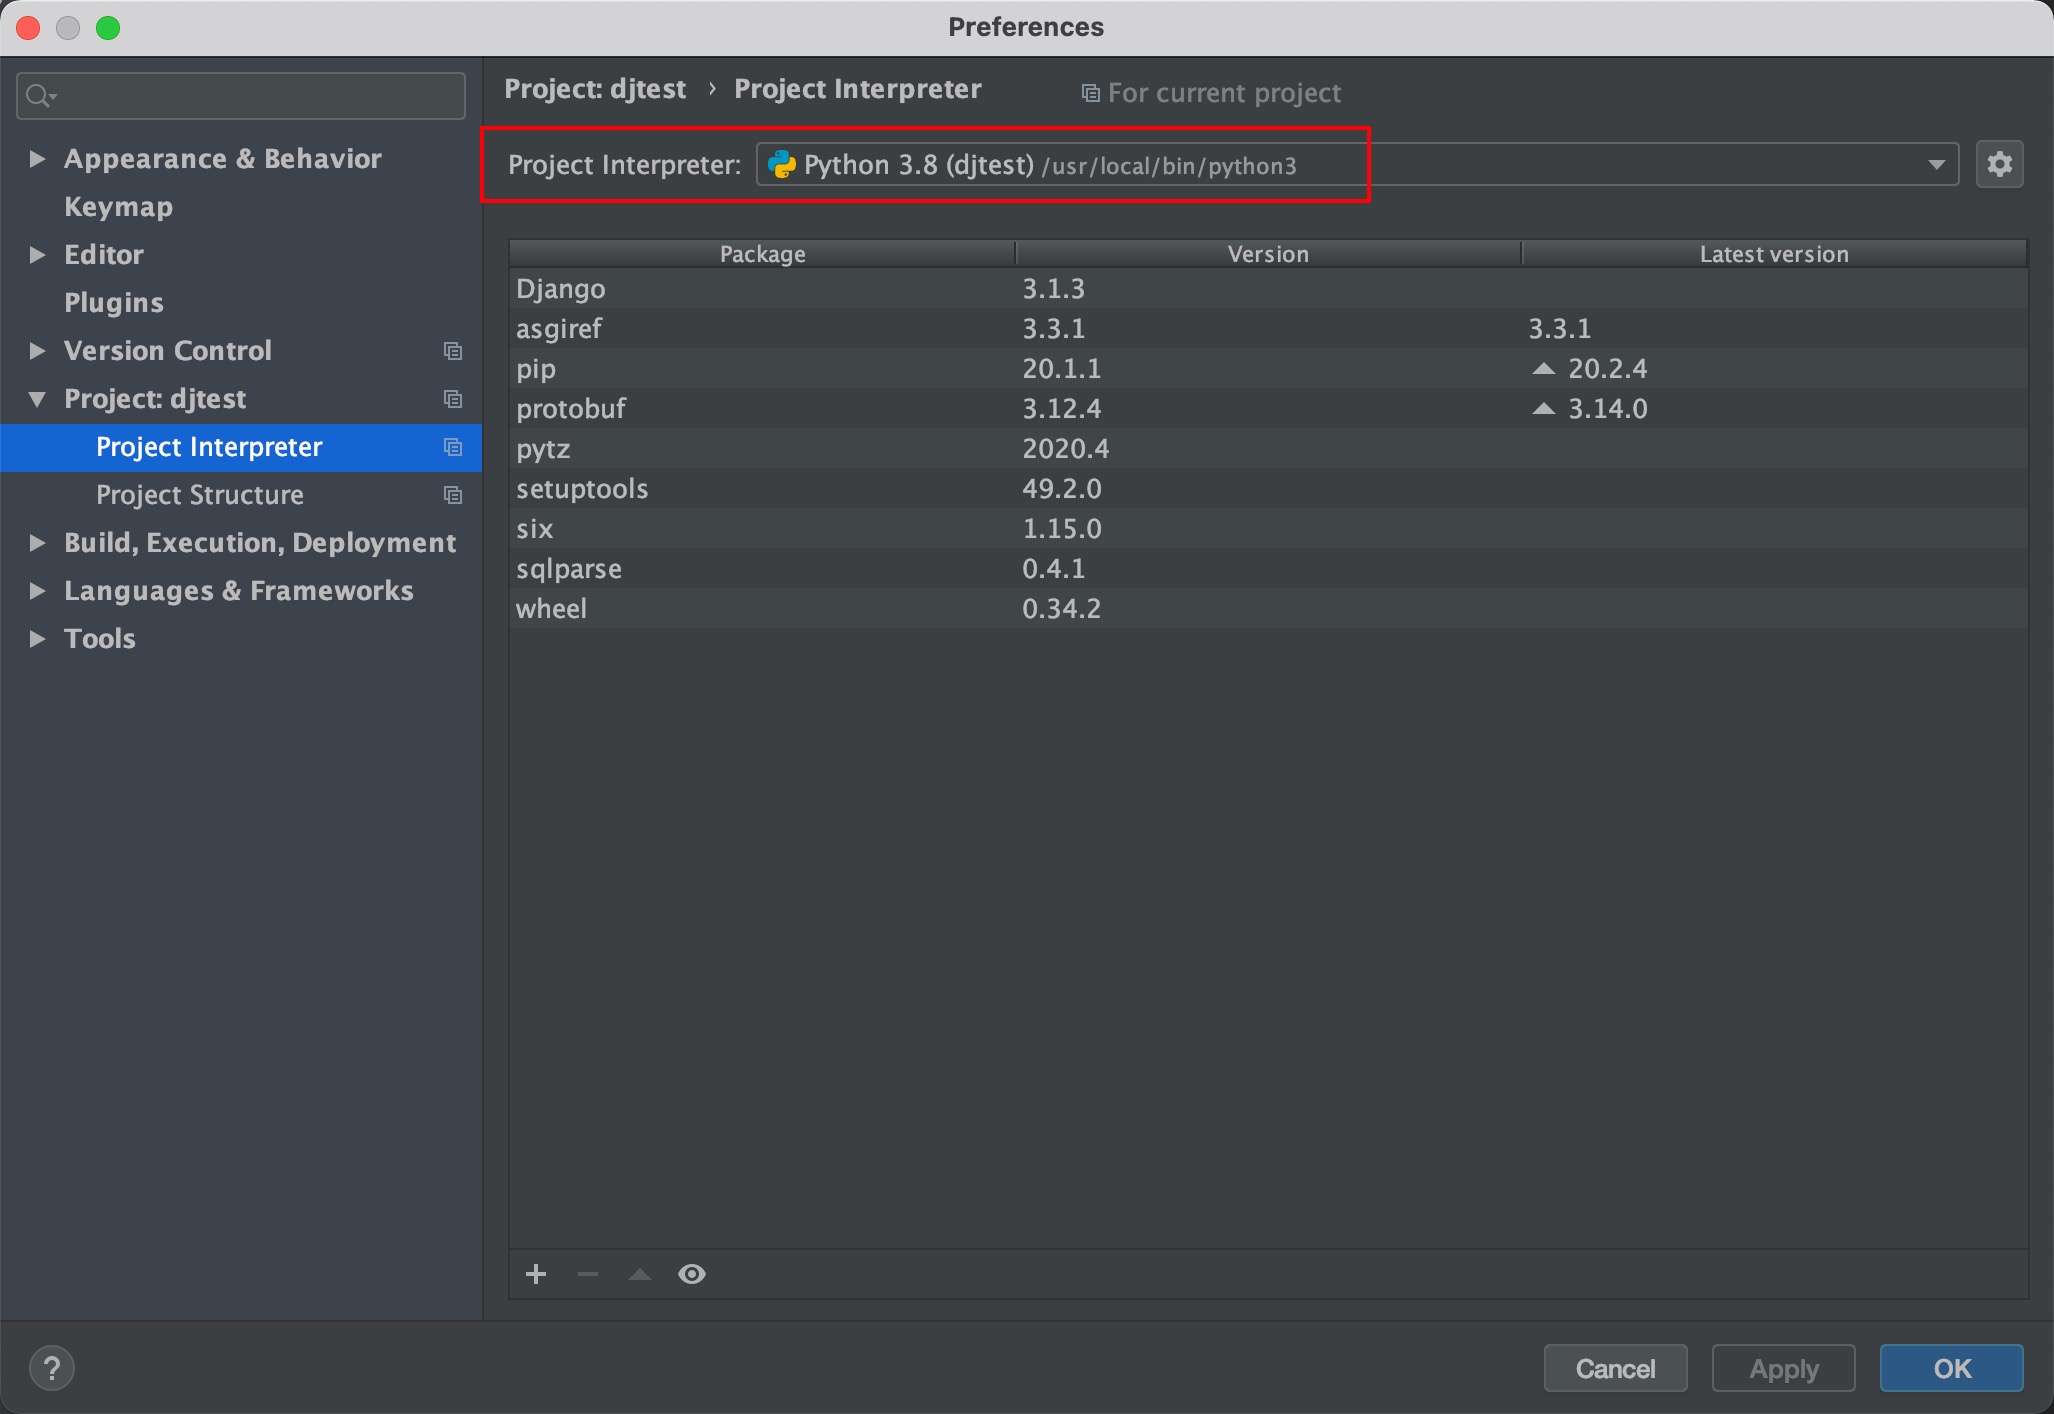 Preferences
Project: djtest › Project Interpreter
For current project
Project Interpreter: Python 3.8 (djtest) /usr/local/bin/python3
Appearance & Behavior
Keymap
Editor
Plugins
Version Control
Project: djtest
Project Interpreter
Project Structure
Build, Execution, Deployment
Languages & Frameworks
Tools
Package Version Latest version
Django 3.1.3
asgiref 3.3.1 3.3.1
pip 20.1.1 20.2.4
protobuf 3.12.4 3.14.0
pytz 2020.4
setuptools 49.2.0
six 1.15.0
sqlparse 0.4.1
wheel 0.34.2
?
Cancel Apply OK